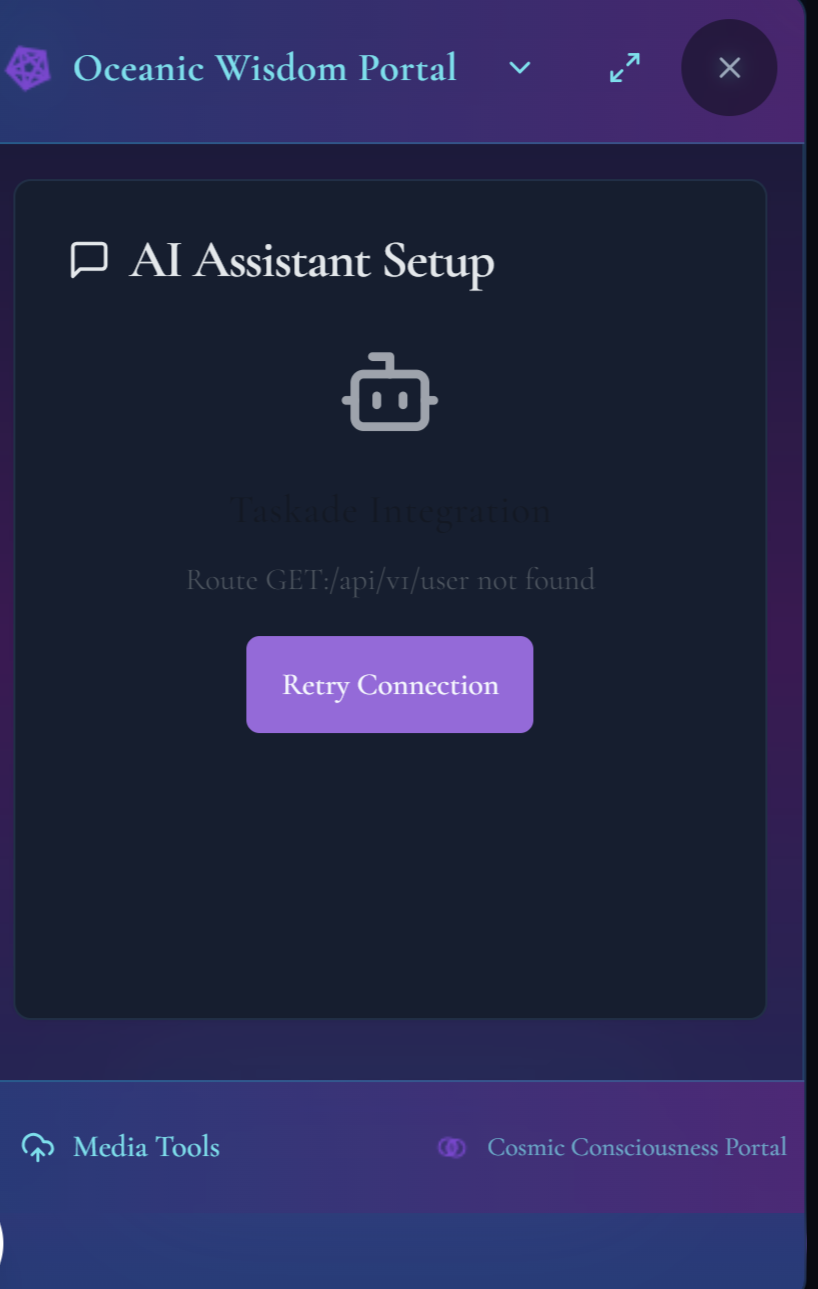 Oceanic Wisdom Portal
AI Assistant Setup
Taskade Integration
Route GET:/api/v1/user not found
Retry Connection
Media Tools
Cosmic Consciousness Portal